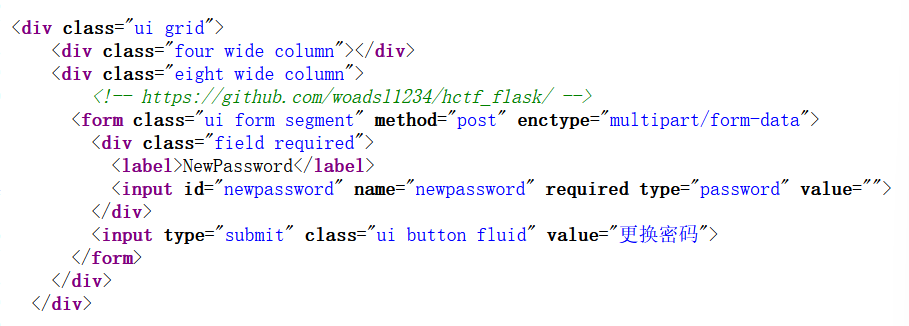 <div class="ui grid">
<div class="four wide column"></div>
<div class="eight wide column">
<!-- https://github.com/woadsl1234/hctf_flask/ -->
<form class="ui form segment" method="post" enctype="multipart/form-data">
<div class="field required">
<label>NewPassword</label>
<input id="newpassword" name="newpassword" required type="password" value="">
</div>
<input type="submit" class="ui button fluid" value="更换密码">
</form>
</div>
</div>